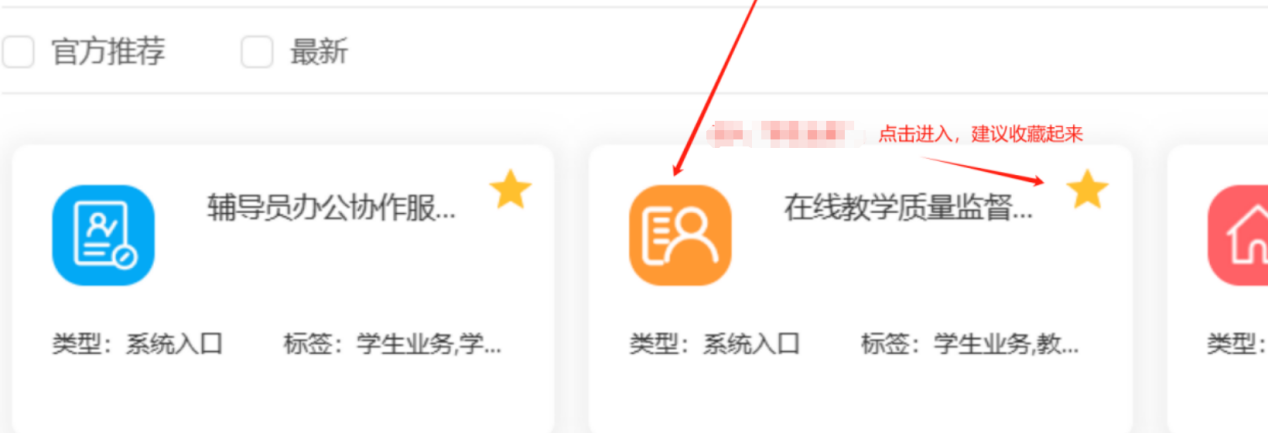 官方推荐 最新
点击进入，建议收藏起来
辅导员办公协作服... 在线教学质量监督...
类型：系统入口 标签：学生业务,学... 类型：系统入口 标签：学生业务,教... 类型：